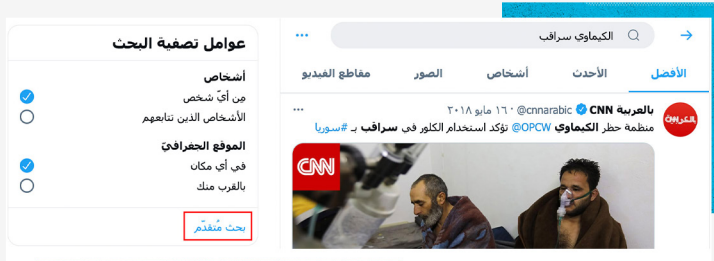 الكيماوي سراقب
الأفضل
الأحدث
أشخاص
الصور
مقاطع الفيديو
CNN بالعربية @cnnarabic · ١٦ مايو ٢٠١٨
منظمة حظر الكيماوي @OPCW تؤكد استخدام الكلور في سراقب بـ #سوريا
CNN
عوامل تصفية البحث
أشخاص
مِن أيّ شخص
الأشخاص الذين تتابعهم
الموقع الجغرافيّ
في أي مكان
بالقرب منك
بحث مُتقدّم